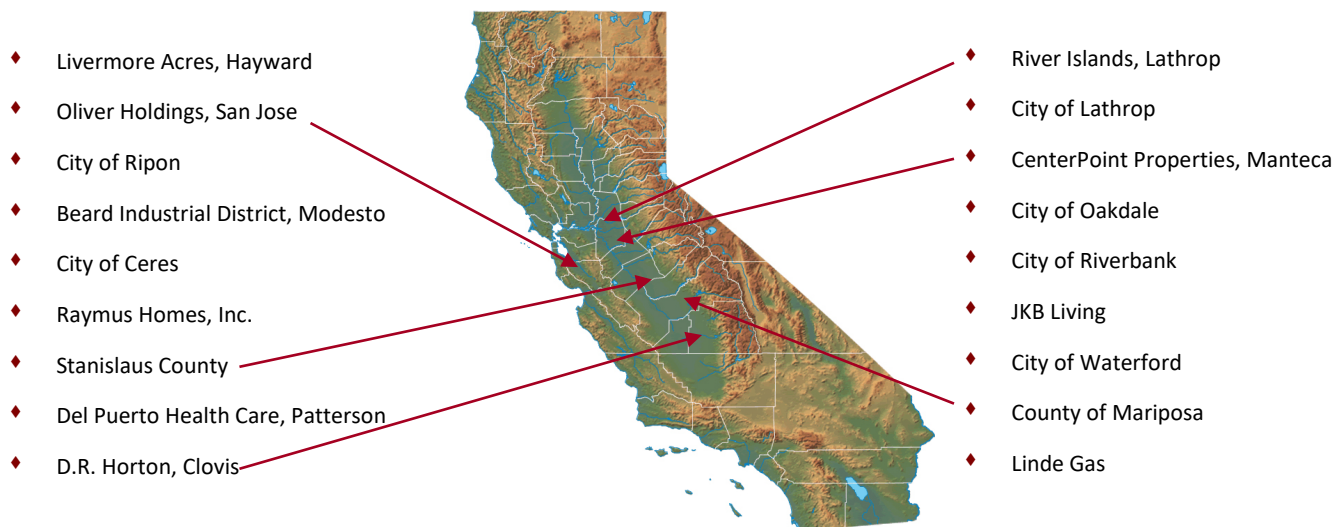 ♦ Livermore Acres, Hayward
♦ Oliver Holdings, San Jose
♦ City of Ripon
♦ Beard Industrial District, Modesto
♦ City of Ceres
♦ Raymus Homes, Inc.
♦ Stanislaus County
♦ Del Puerto Health Care, Patterson
♦ D.R. Horton, Clovis
♦ River Islands, Lathrop
♦ City of Lathrop
♦ CenterPoint Properties, Manteca
♦ City of Oakdale
♦ City of Riverbank
♦ JKB Living
♦ City of Waterford
♦ County of Mariposa
♦ Linde Gas